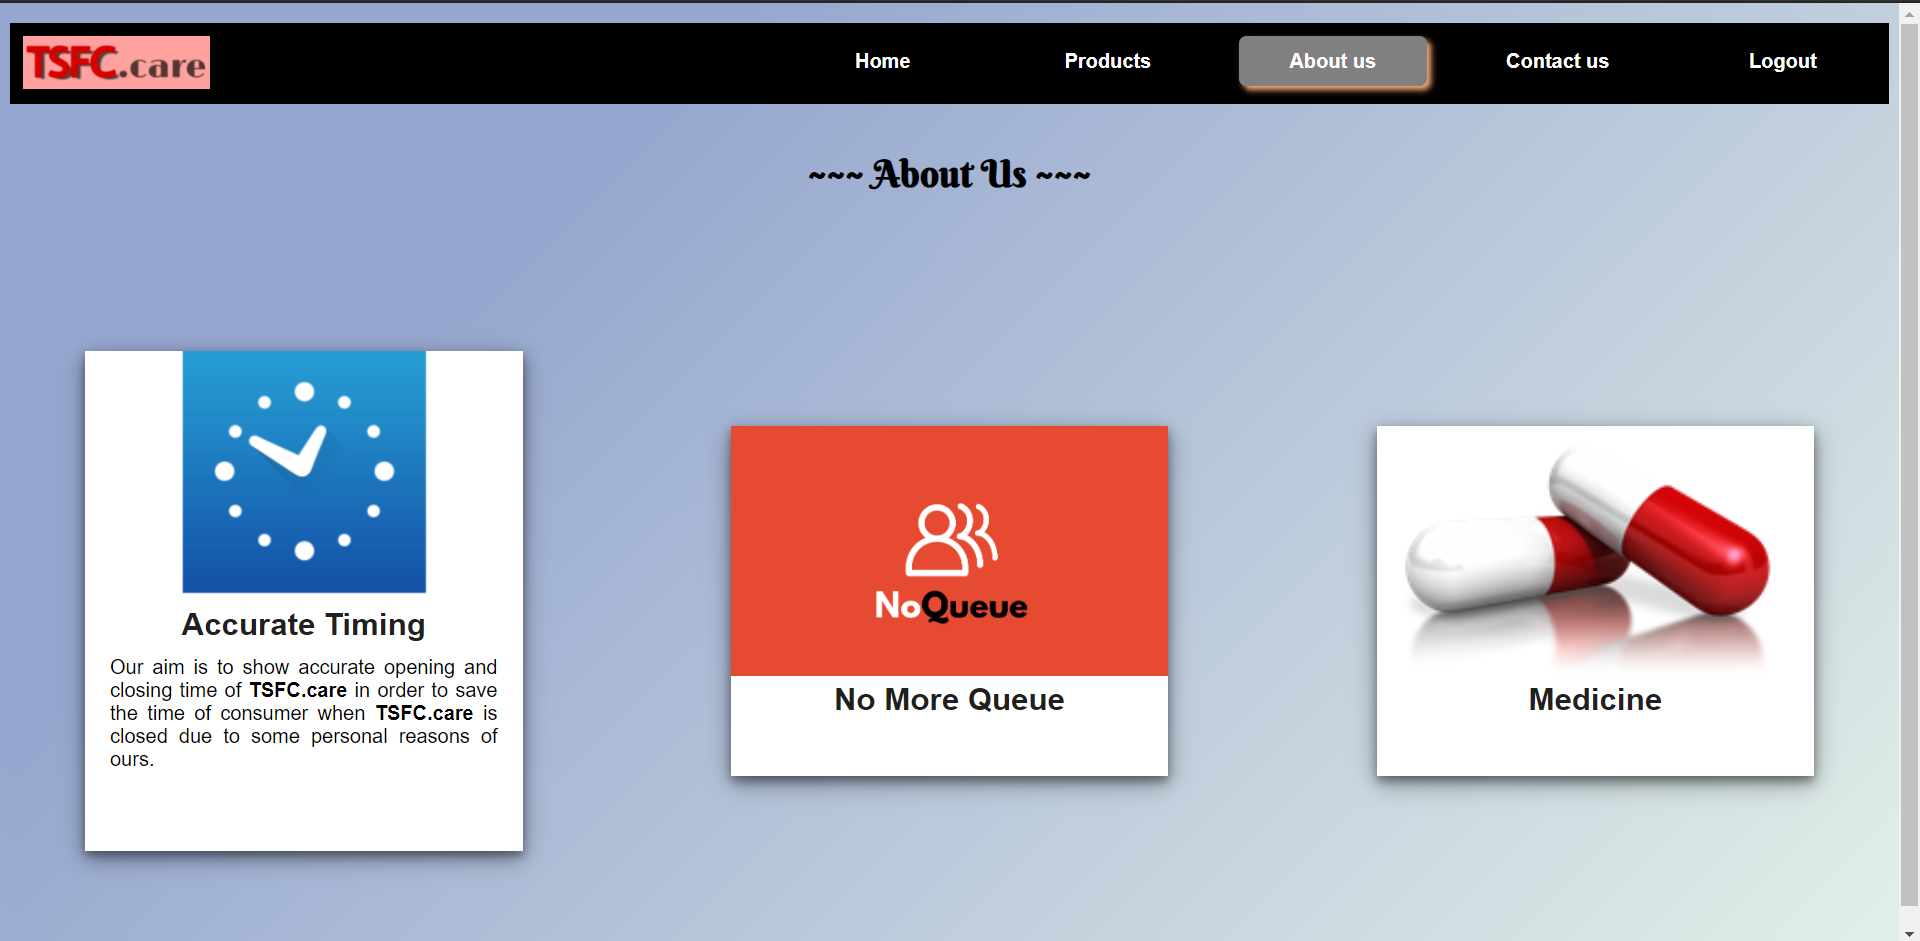 TSFC.care
Home
Products
About us
Contact us
Logout
~~~ About Us ~~~
Accurate Timing
Our aim is to show accurate opening and
closing time of TSFC.care in order to save
the time of consumer when TSFC.care is
closed due to some personal reasons of
ours.
NoQueue
No More Queue
Medicine